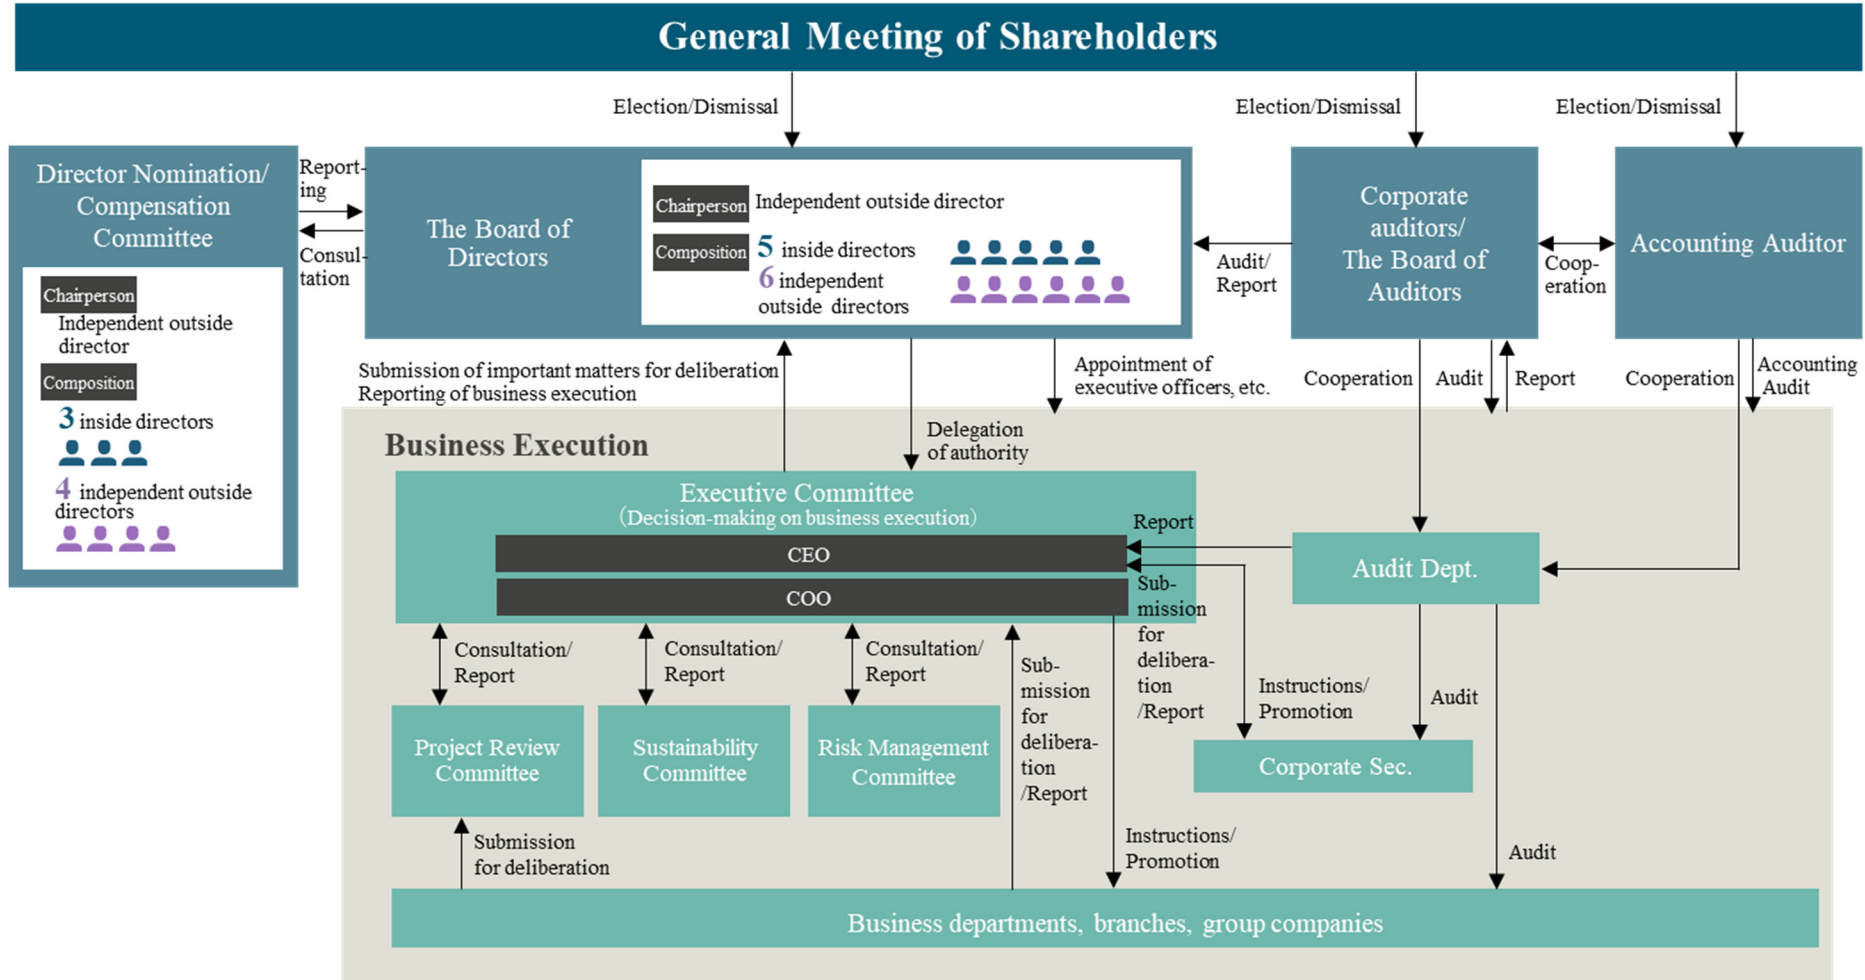 General Meeting of Shareholders
Election/Dismissal
Election/Dismissal
Election/Dismissal
Director Nomination/
Compensation
Committee
Chairperson
Independent outside
director
Composition
3 inside directors
4 independent outside
directors
Report-
ing
Consul-
tation
The Board of
Directors
Chairperson
Independent outside director
Composition
5 inside directors
6 independent
outside directors
Audit/
Report
Corporate
auditors/
The Board of
Auditors
Coop-
eration
Accounting Auditor
Submission of important matters for deliberation
Reporting of business execution
Appointment of
executive officers, etc.
Cooperation
Audit
Report
Cooperation
Accounting
Audit
Business Execution
Delegation
of authority
Executive Committee
(Decision-making on business execution)
CEO
COO
Report
Sub-
mission
for
delibera-
tion
/Report
Audit Dept.
Consultation/
Report
Consultation/
Report
Consultation/
Report
Sub-
mission
for
delibera-
tion
/Report
Instructions/
Promotion
Audit
Project Review
Committee
Sustainability
Committee
Risk Management
Committee
Corporate Sec.
Submission
for deliberation
Instructions/
Promotion
Audit
Business departments, branches, group companies